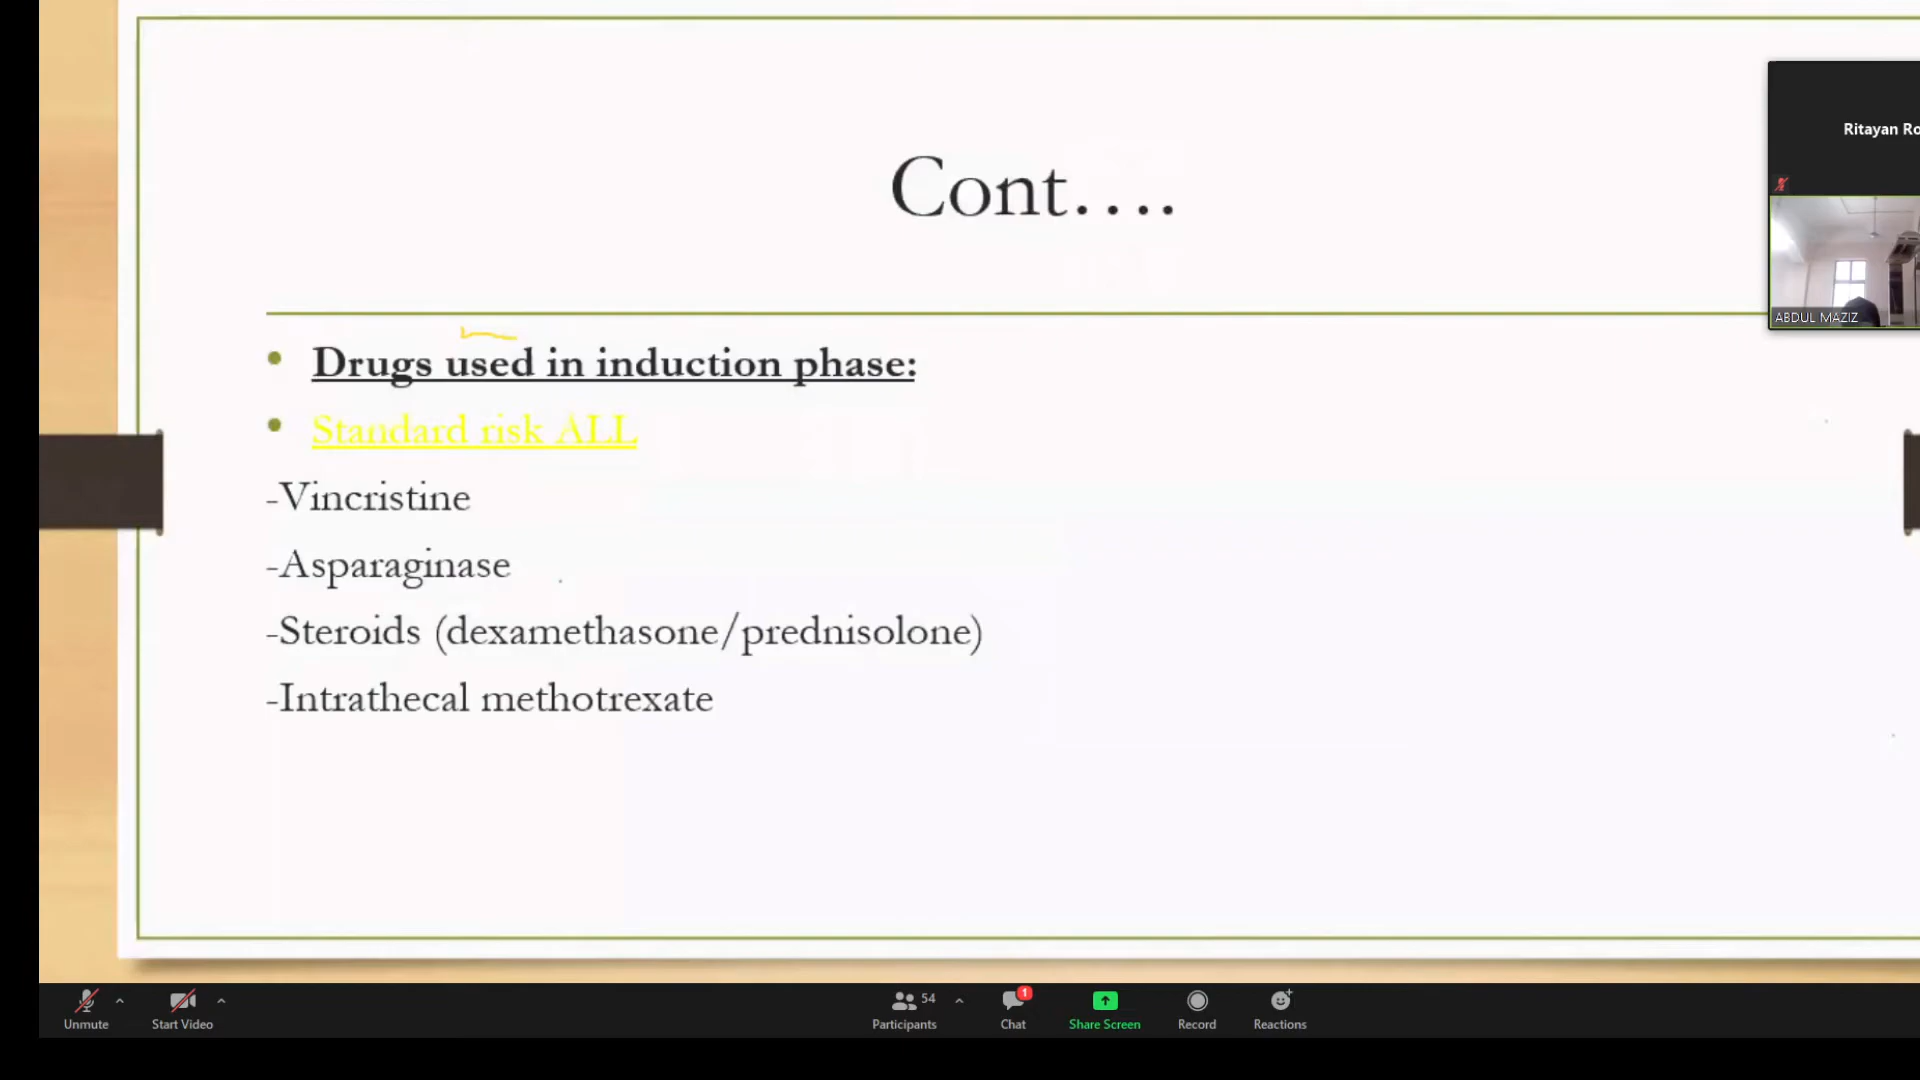 Cont….
Ritayan Ro
ABDUL MAZIZ
Drugs used in induction phase:
Standard risk ALL
-Vincristine
-Asparaginase
-Steroids (dexamethasone/prednisolone)
-Intrathecal methotrexate
54
1
Unmute
Start Video
Participants
Chat
Share Screen
Record
Reactions